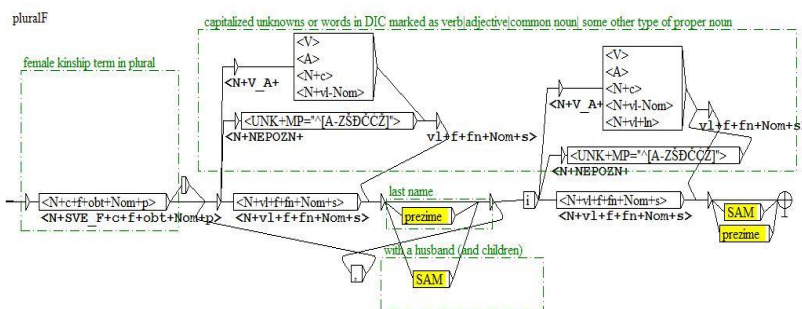 pluralF
capitalized unknowns or words in DIC marked as verb|adjective|common noun| some other type of proper noun
female kinship term in plural
<V>
<A>
<N+c>
<N+vl-Nom>
<N+V_A+
<UNK+MP="^[A-ZŠĐČĆŽ]">
<N+NEPOZN+
vl+f+fn+Nom+s>
<V>
<A>
<N+c>
<N+vl-Nom>
<N+vl+ln>
<N+V_A+
vl+f+fn+Nom+s>
<UNK+MP="^[A-ZŠĐČĆŽ]">
<N+NEPOZN+
<N+c+f+obt+Nom+p>
<N+SVE_F+c+f+obt+Nom+p>
<N+vl+f+fn+Nom+s>
<N+vl+f+fn+Nom+s>
last name
prezime
i
<N+vl+f+fn+Nom+s>
<N+vl+f+fn+Nom+s>
SAM
prezime
with a husband (and children)
,
SAM